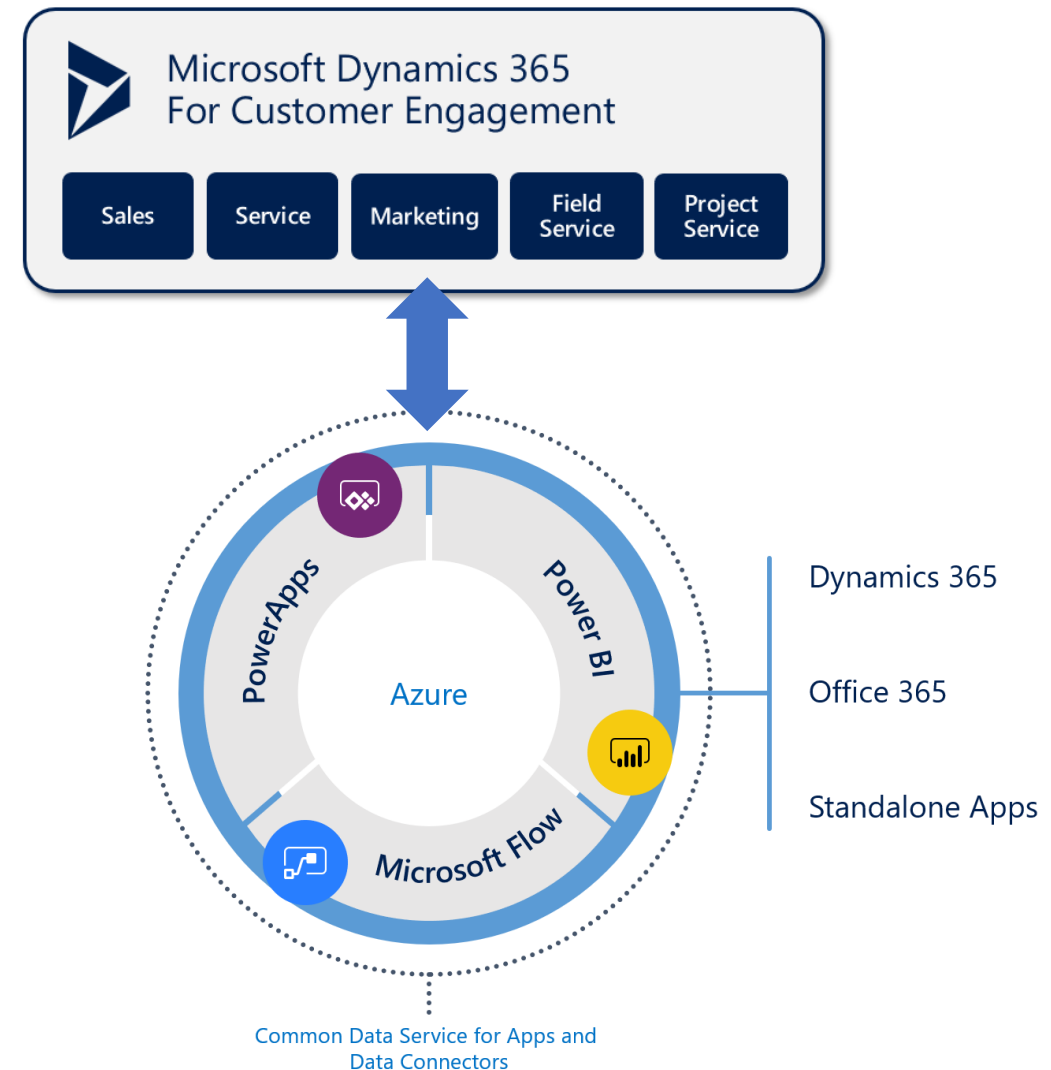 Microsoft Dynamics 365
For Customer Engagement
Sales
Service
Marketing
Field
Service
Project
Service
PowerApps
Power BI
Azure
Microsoft Flow
Dynamics 365
Office 365
Standalone Apps
Common Data Service for Apps and
Data Connectors